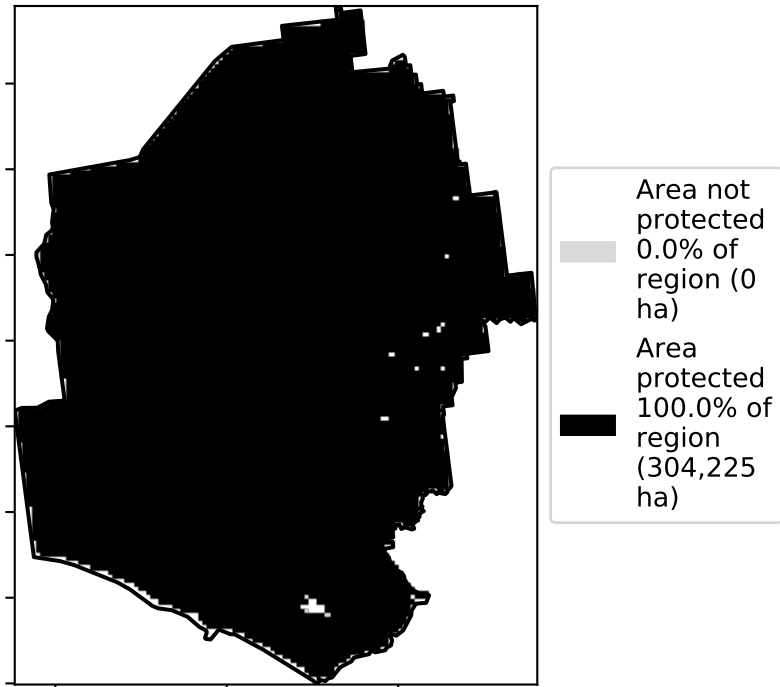 Area not
protected
0.0% of
region (0
ha)
Area
protected
100.0% of
region
(304,225
ha)